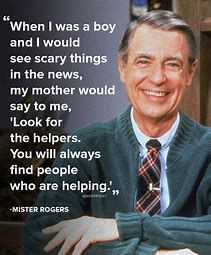 “When I was a boy
and I would
see scary things
in the news,
my mother would
say to me,
'Look for
the helpers.
You will always
find people
who are helping.'”
HUFFPOST
-MISTER ROGERS